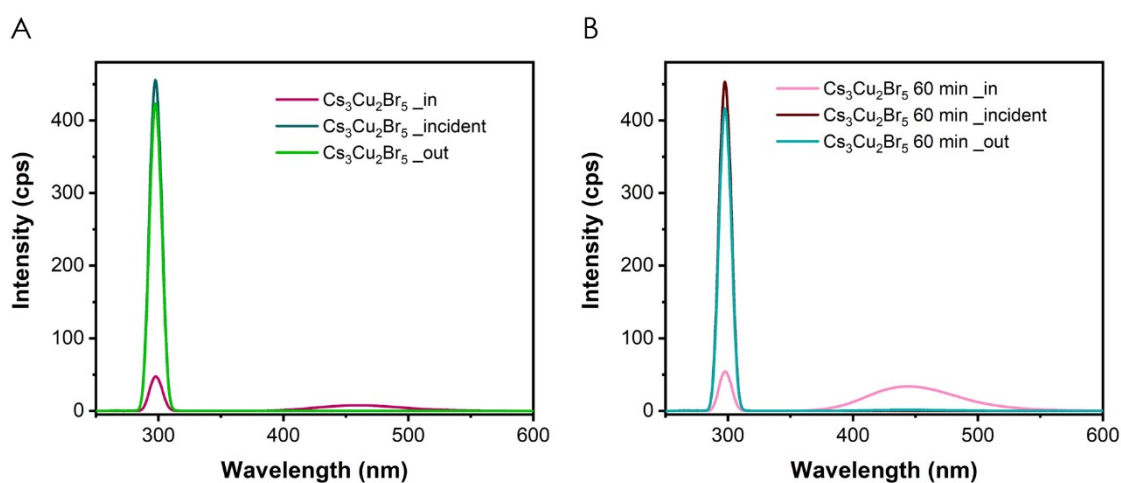 A
Intensity (cps)
400
300
200
100
0
Cs₃Cu₂Br₅ _in
Cs₃Cu₂Br₅ _incident
Cs₃Cu₂Br₅ _out
300
400
500
600
Wavelength (nm)
B
Intensity (cps)
400
300
200
100
0
Cs₃Cu₂Br₅ 60 min _in
Cs₃Cu₂Br₅ 60 min _incident
Cs₃Cu₂Br₅ 60 min _out
300
400
500
600
Wavelength (nm)